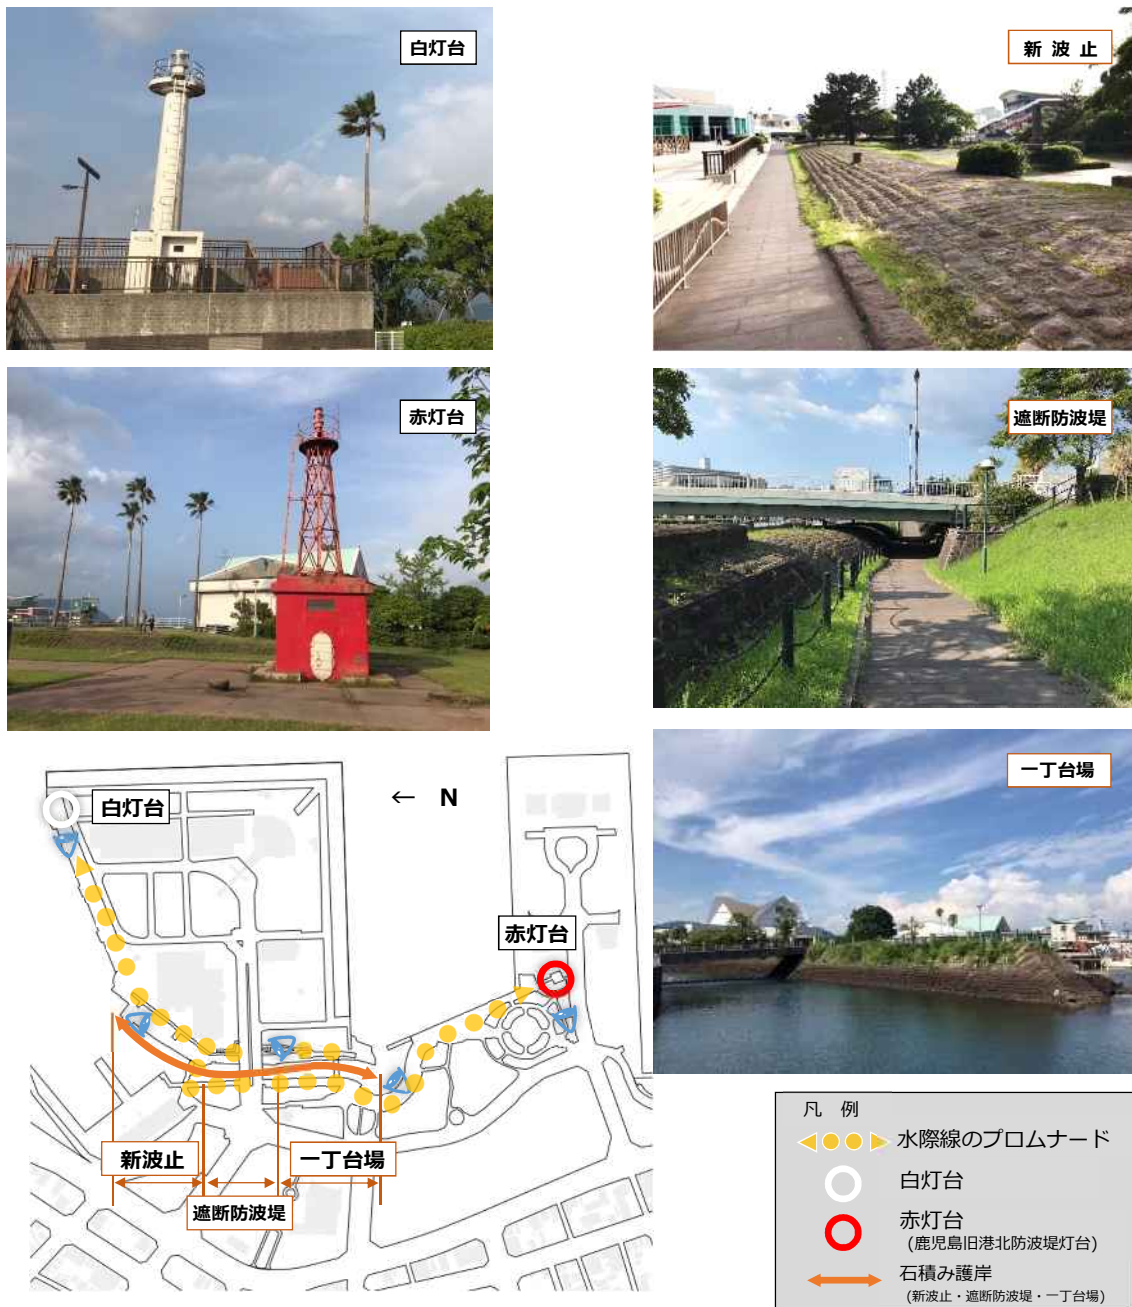 白灯台
新波止
赤灯台
遮断防波堤
一丁台場
← N
白灯台
赤灯台
新波止
一丁台場
遮断防波堤
凡 例
水際線のプロムナード
白灯台
赤灯台
(鹿児島旧港北防波堤灯台)
石積み護岸
(新波止・遮断防波堤・一丁台場)